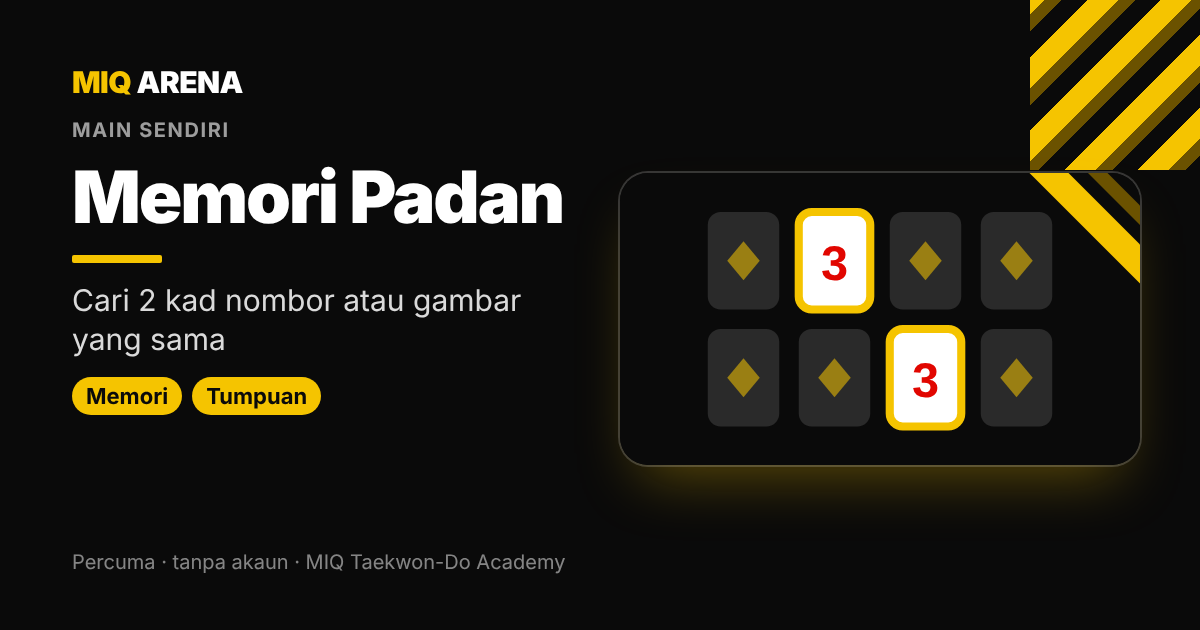 MIQ ARENA
MAIN SENDIRI
Memori Padan
Cari 2 kad nombor atau gambar
yang sama
Memori Tumpuan
3
3
Percuma · tanpa akaun · MIQ Taekwon-Do Academy